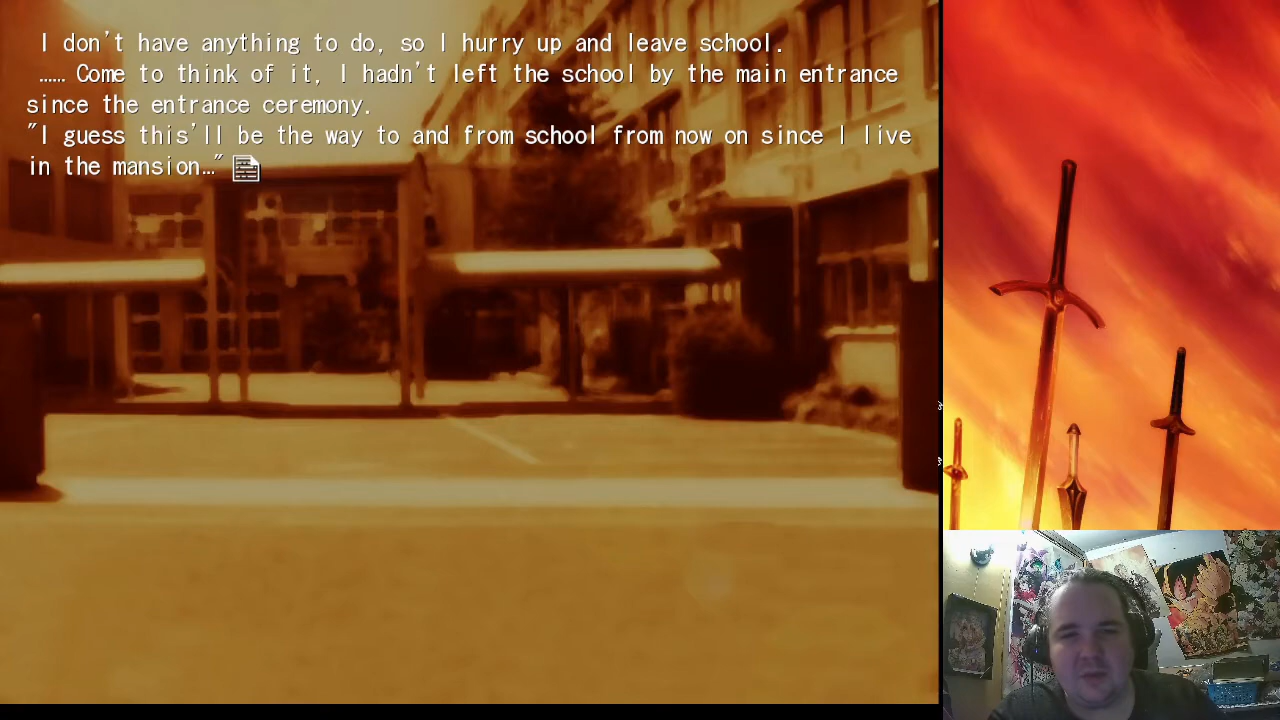 I don't have anything to do, so I hurry up and leave school.
…… Come to think of it, I hadn't left the school by the main entrance
since the entrance ceremony.
"I guess this'll be the way to and from school from now on since I live
in the mansion…"